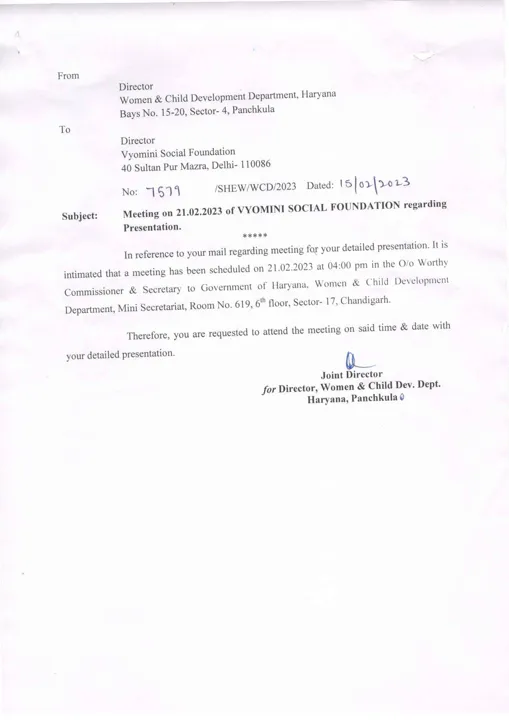 From
Director
Women & Child Development Department, Haryana
Bays No. 15-20, Sector- 4, Panchkula
To
Director
Vyomini Social Foundation
40 Sultan Pur Mazra, Delhi- 110086
No: 7579 /SHEW/WCD/2023 Dated: 15/02/2023
Subject: Meeting on 21.02.2023 of VYOMINI SOCIAL FOUNDATION regarding
Presentation.
*****
In reference to your mail regarding meeting for your detailed presentation. It is
intimated that a meeting has been scheduled on 21.02.2023 at 04:00 pm in the O/o Worthy
Commissioner & Secretary to Government of Haryana, Women & Child Development
Department, Mini Secretariat, Room No. 619, 6th floor, Sector- 17, Chandigarh.
Therefore, you are requested to attend the meeting on said time & date with
your detailed presentation.
Joint Director
for Director, Women & Child Dev. Dept.
Haryana, Panchkula